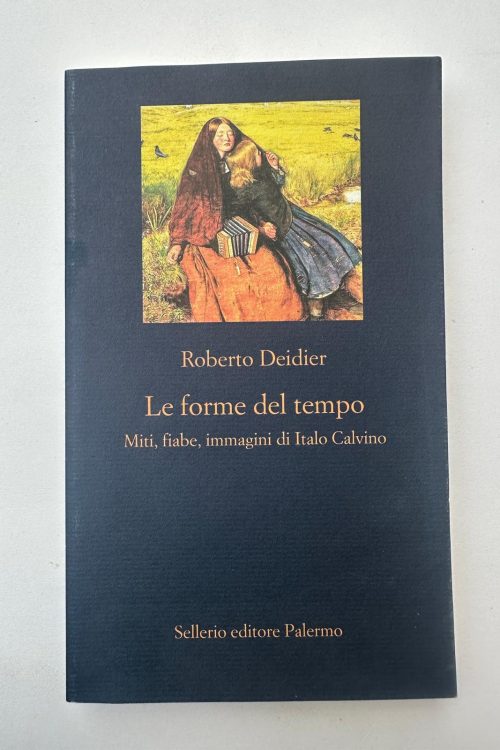 Roberto Deidier
Le forme del tempo
Miti, fiabe, immagini di Italo Calvino
Sellerio editore Palermo